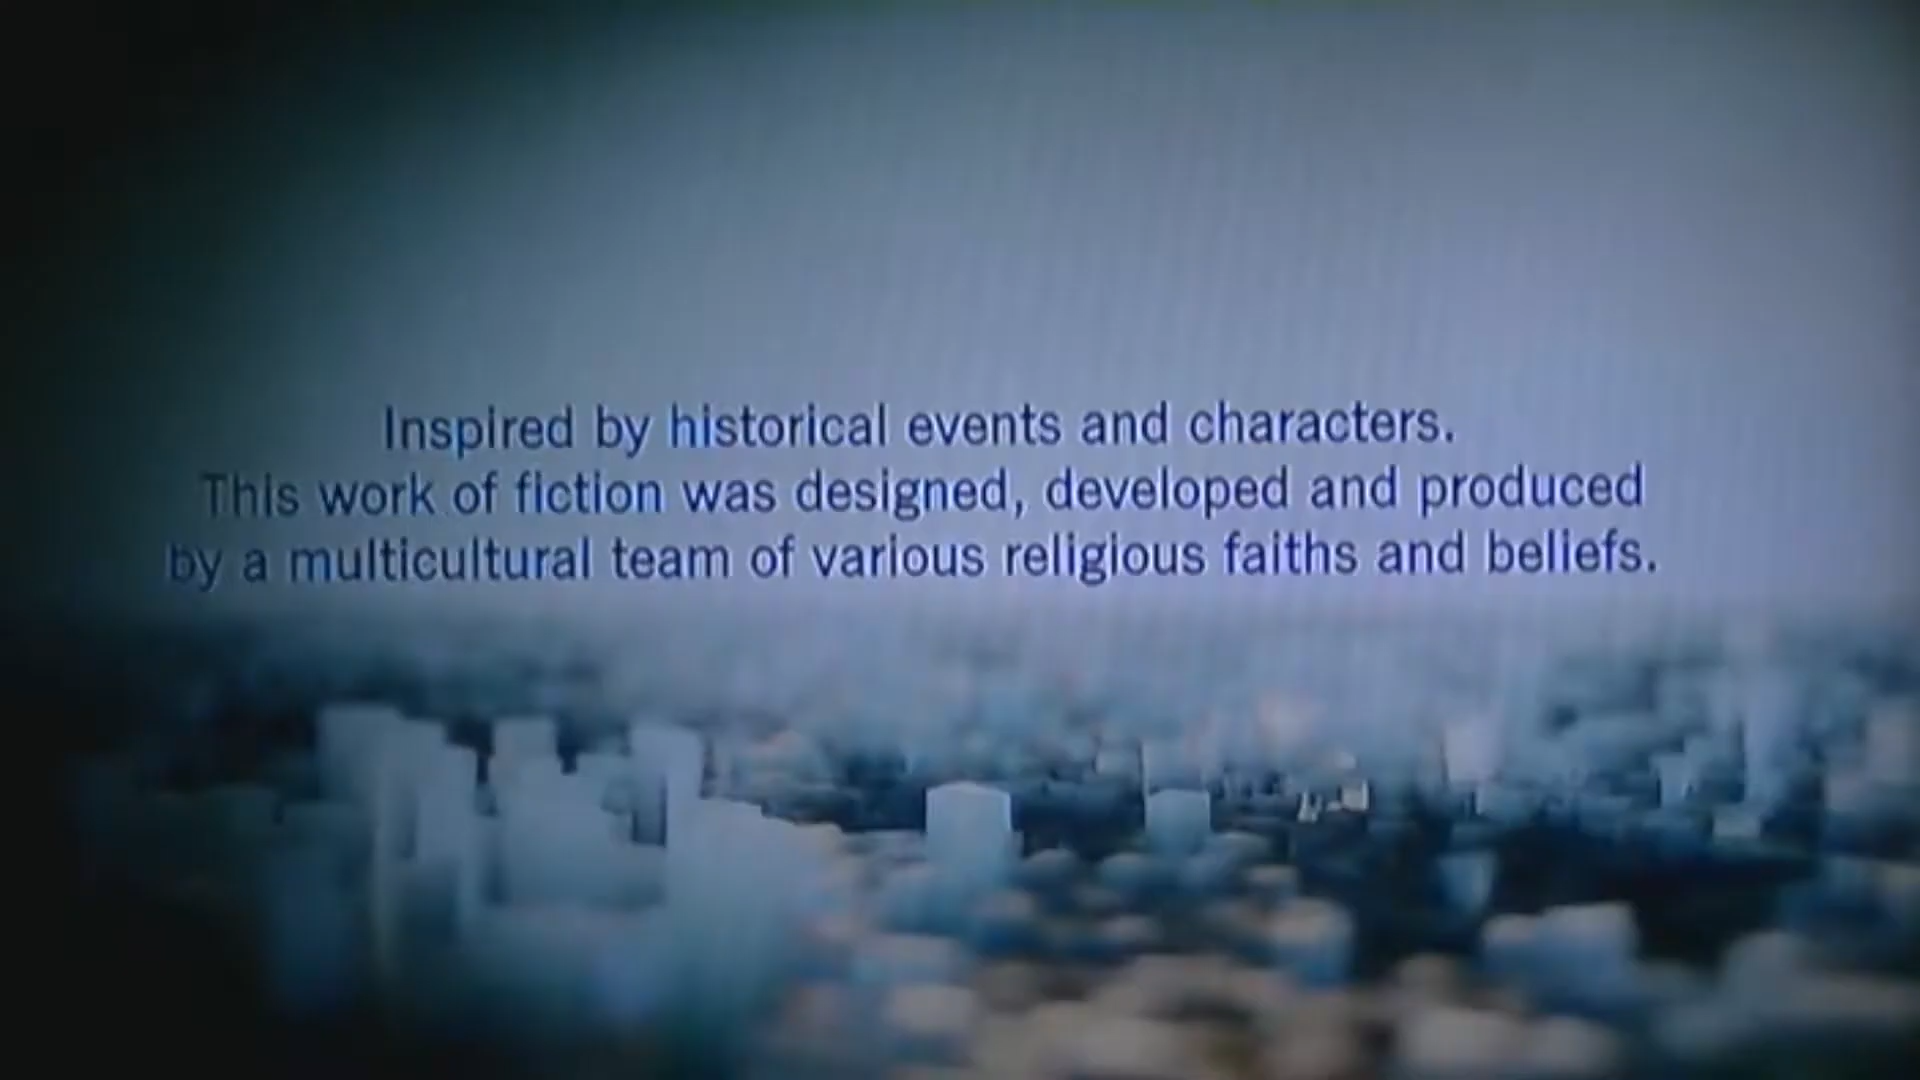 Inspired by historical events and characters.
This work of fiction was designed, developed and produced
by a multicultural team of various religious faiths and beliefs.